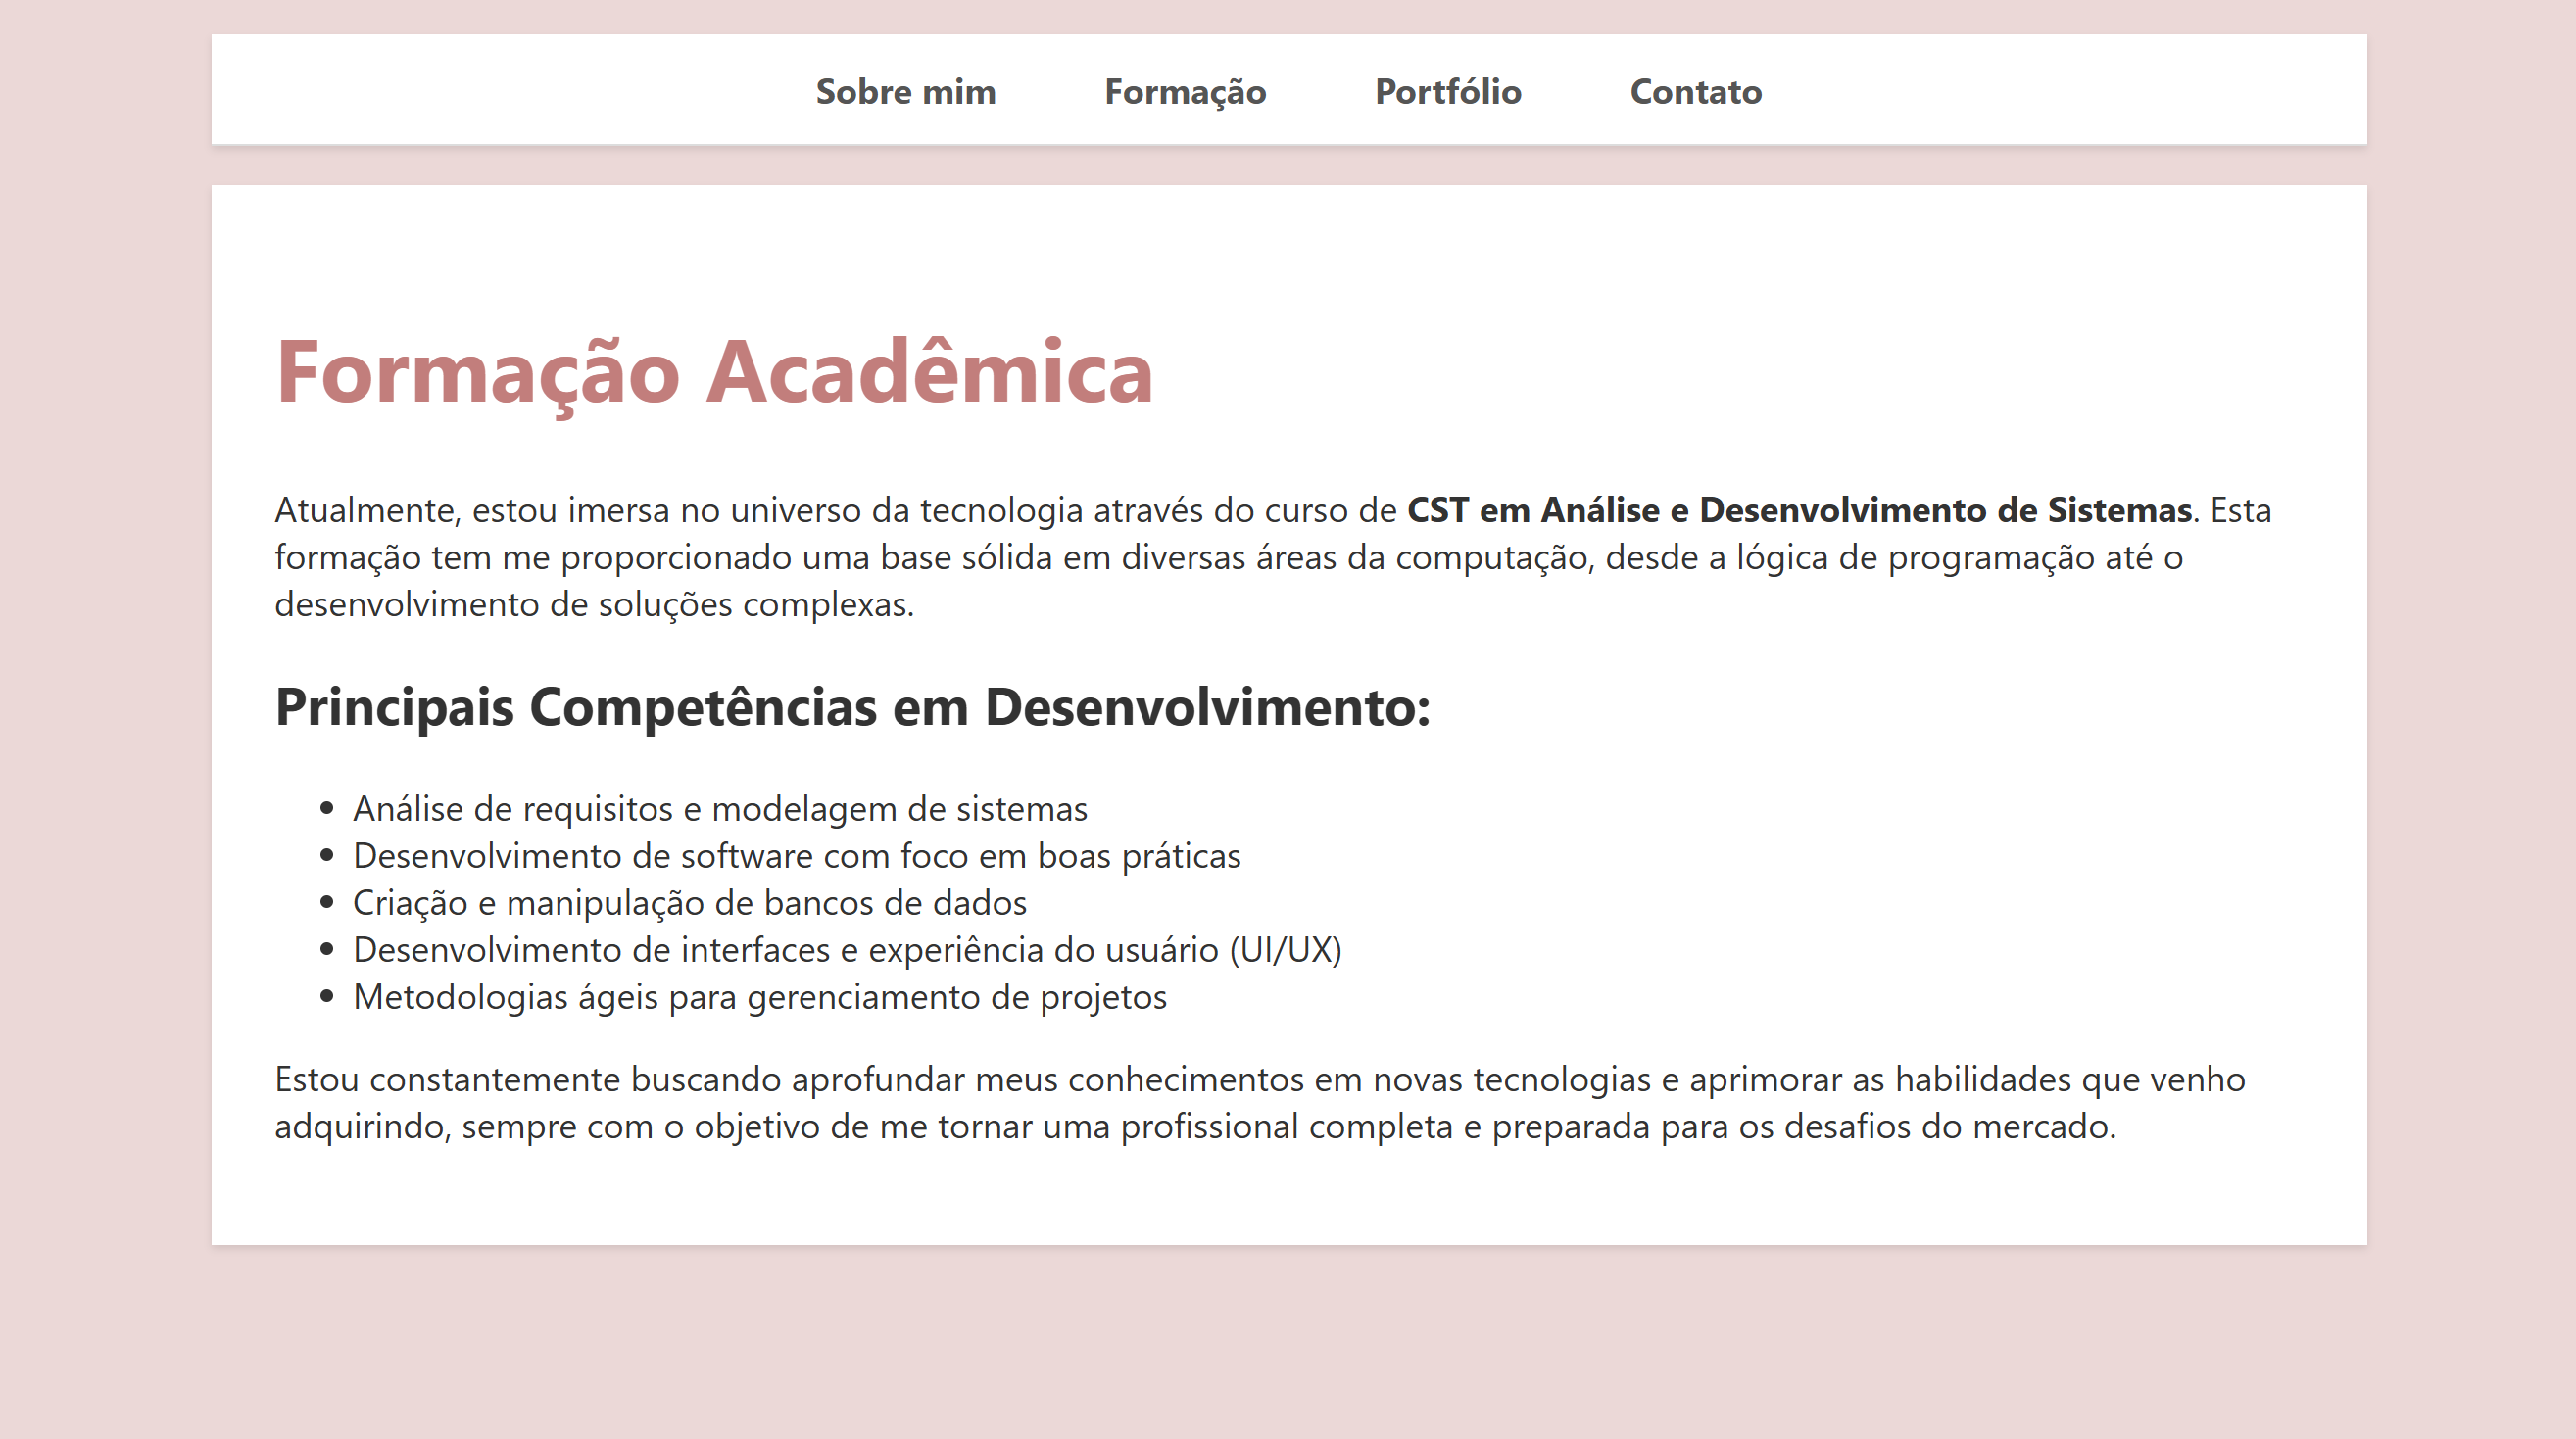 Sobre mim Formação Portfólio Contato
Formação Acadêmica
Atualmente, estou imersa no universo da tecnologia através do curso de CST em Análise e Desenvolvimento de Sistemas. Esta
formação tem me proporcionado uma base sólida em diversas áreas da computação, desde a lógica de programação até o
desenvolvimento de soluções complexas.
Principais Competências em Desenvolvimento:
• Análise de requisitos e modelagem de sistemas
• Desenvolvimento de software com foco em boas práticas
• Criação e manipulação de bancos de dados
• Desenvolvimento de interfaces e experiência do usuário (UI/UX)
• Metodologias ágeis para gerenciamento de projetos
Estou constantemente buscando aprofundar meus conhecimentos em novas tecnologias e aprimorar as habilidades que venho
adquirindo, sempre com o objetivo de me tornar uma profissional completa e preparada para os desafios do mercado.